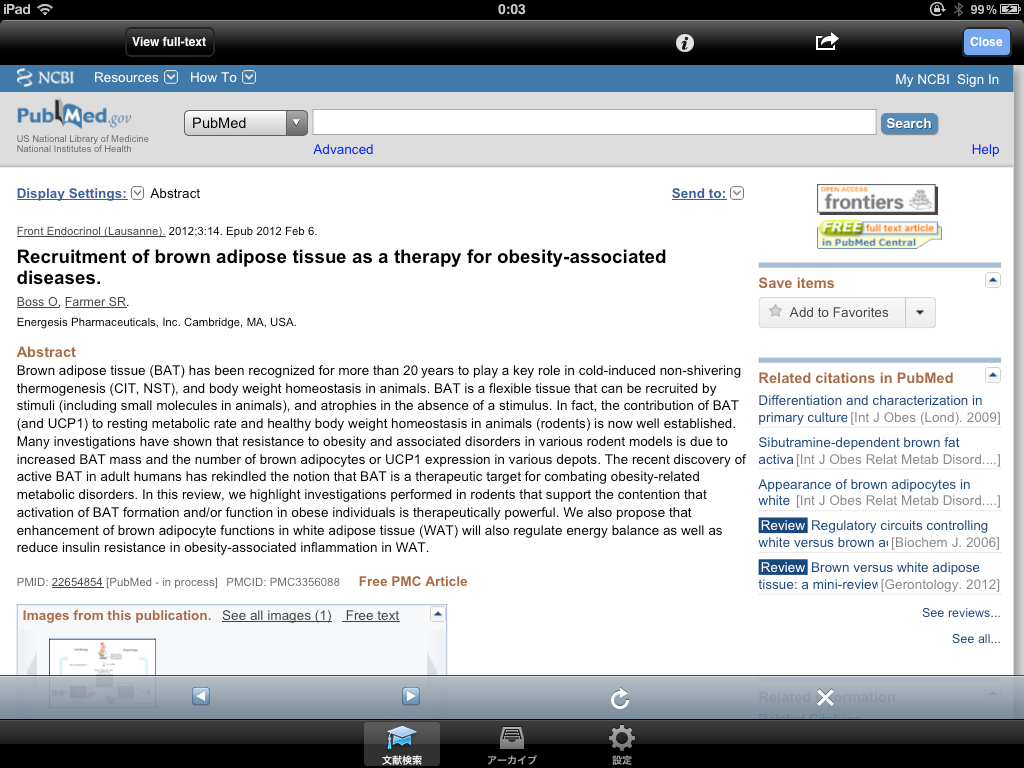 iPad 0:03 99%
View full-text Close
NCBI Resources How To My NCBI Sign In
PubMed.gov
US National Library of Medicine
National Institutes of Health
PubMed Search
Advanced Help
Display Settings: Abstract Send to:
OPEN ACCESS
frontiers
FREE full text article
in PubMed Central
Front Endocrinol (Lausanne). 2012;3:14. Epub 2012 Feb 6.
Recruitment of brown adipose tissue as a therapy for obesity-associated
diseases.
Boss O, Farmer SR.
Energesis Pharmaceuticals, Inc. Cambridge, MA, USA.
Abstract
Brown adipose tissue (BAT) has been recognized for more than 20 years to play a key role in cold-induced non-shivering
thermogenesis (CIT, NST), and body weight homeostasis in animals. BAT is a flexible tissue that can be recruited by
stimuli (including small molecules in animals), and atrophies in the absence of a stimulus. In fact, the contribution of BAT
(and UCP1) to resting metabolic rate and healthy body weight homeostasis in animals (rodents) is now well established.
Many investigations have shown that resistance to obesity and associated disorders in various rodent models is due to
increased BAT mass and the number of brown adipocytes or UCP1 expression in various depots. The recent discovery of
active BAT in adult humans has rekindled the notion that BAT is a therapeutic target for combating obesity-related
metabolic disorders. In this review, we highlight investigations performed in rodents that support the contention that
activation of BAT formation and/or function in obese individuals is therapeutically powerful. We also propose that
enhancement of brown adipocyte functions in white adipose tissue (WAT) will also regulate energy balance as well as
reduce insulin resistance in obesity-associated inflammation in WAT.
PMID: 22654854 [PubMed - in process] PMCID: PMC3356088 Free PMC Article
Images from this publication. See all images (1) Free text
Save items
Add to Favorites
Related citations in PubMed
Differentiation and characterization in
primary culture [Int J Obes (Lond). 2009]
Sibutramine-dependent brown fat
activa [Int J Obes Relat Metab Disord....]
Appearance of brown adipocytes in
white [Int J Obes Relat Metab Disord....]
Review Regulatory circuits controlling
white versus brown a [Biochem J. 2006]
Review Brown versus white adipose
tissue: a mini-review [Gerontology. 2012]
See reviews...
See all...
Related information
Related Citations
文献検索 アーカイブ 設定